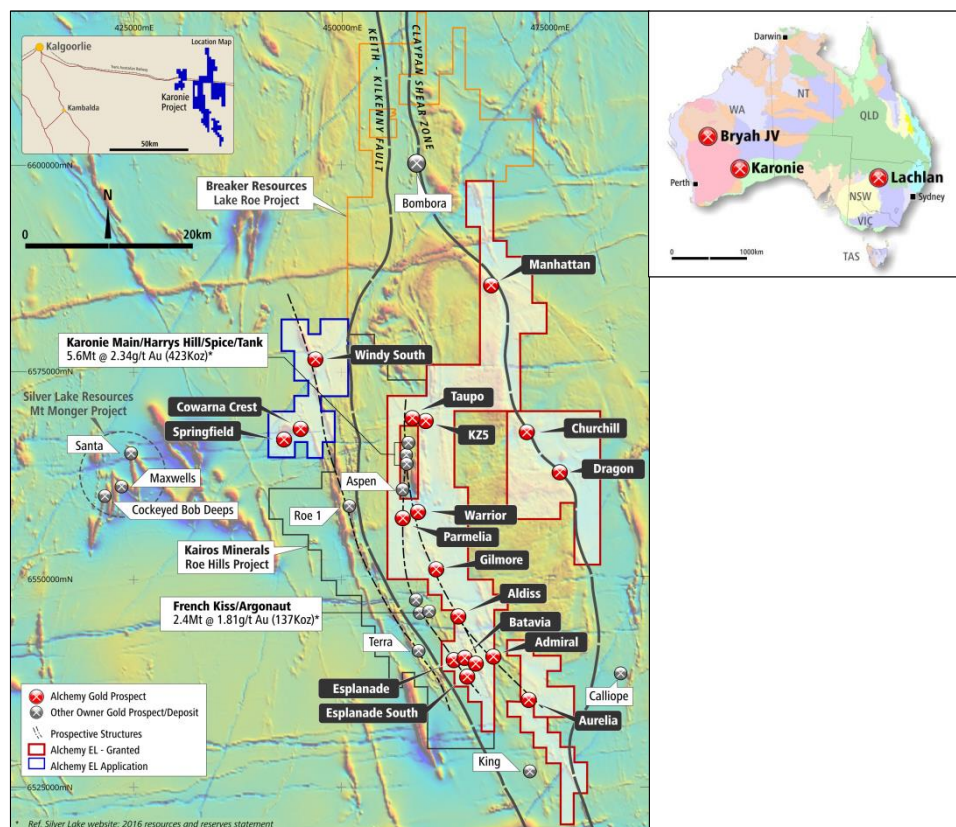 425000mE
450000mE
475000mE
6600000mN
6575000mN
6550000mN
6525000mN
Kalgoorlie
Location Map
Trans Australian Railway
Karonie
Project
Kambalda
50km
N
0 20km
KEITH - KILKENNY FAULT
CLAYPAN SHEAR ZONE
Breaker Resources
Lake Roe Project
Bombora
Manhattan
Karonie Main/Harrys Hill/Spice/Tank
5.6Mt @ 2.34g/t Au (423Koz)*
Windy South
Silver Lake Resources
Mt Monger Project
Cowarna Crest
Springfield
Taupo
KZ5
Churchill
Dragon
Santa
Maxwells
Cockeyed Bob Deeps
Aspen
Roe 1
Warrior
Parmelia
Kairos Minerals
Roe Hills Project
Gilmore
French Kiss/Argonaut
2.4Mt @ 1.81g/t Au (137Koz)*
Aldiss
Batavia
Admiral
Terra
Esplanade
Esplanade South
Calliope
Aurelia
King
Alchemy Gold Prospect
Other Owner Gold Prospect/Deposit
Prospective Structures
Alchemy EL - Granted
Alchemy EL Application
* Ref. Silver Lake website: 2016 resources and reserves statement
Darwin
WA
NT
QLD
Bryah JV
Karonie
Lachlan
Perth
NSW
Sydney
VIC
TAS
0 1000km